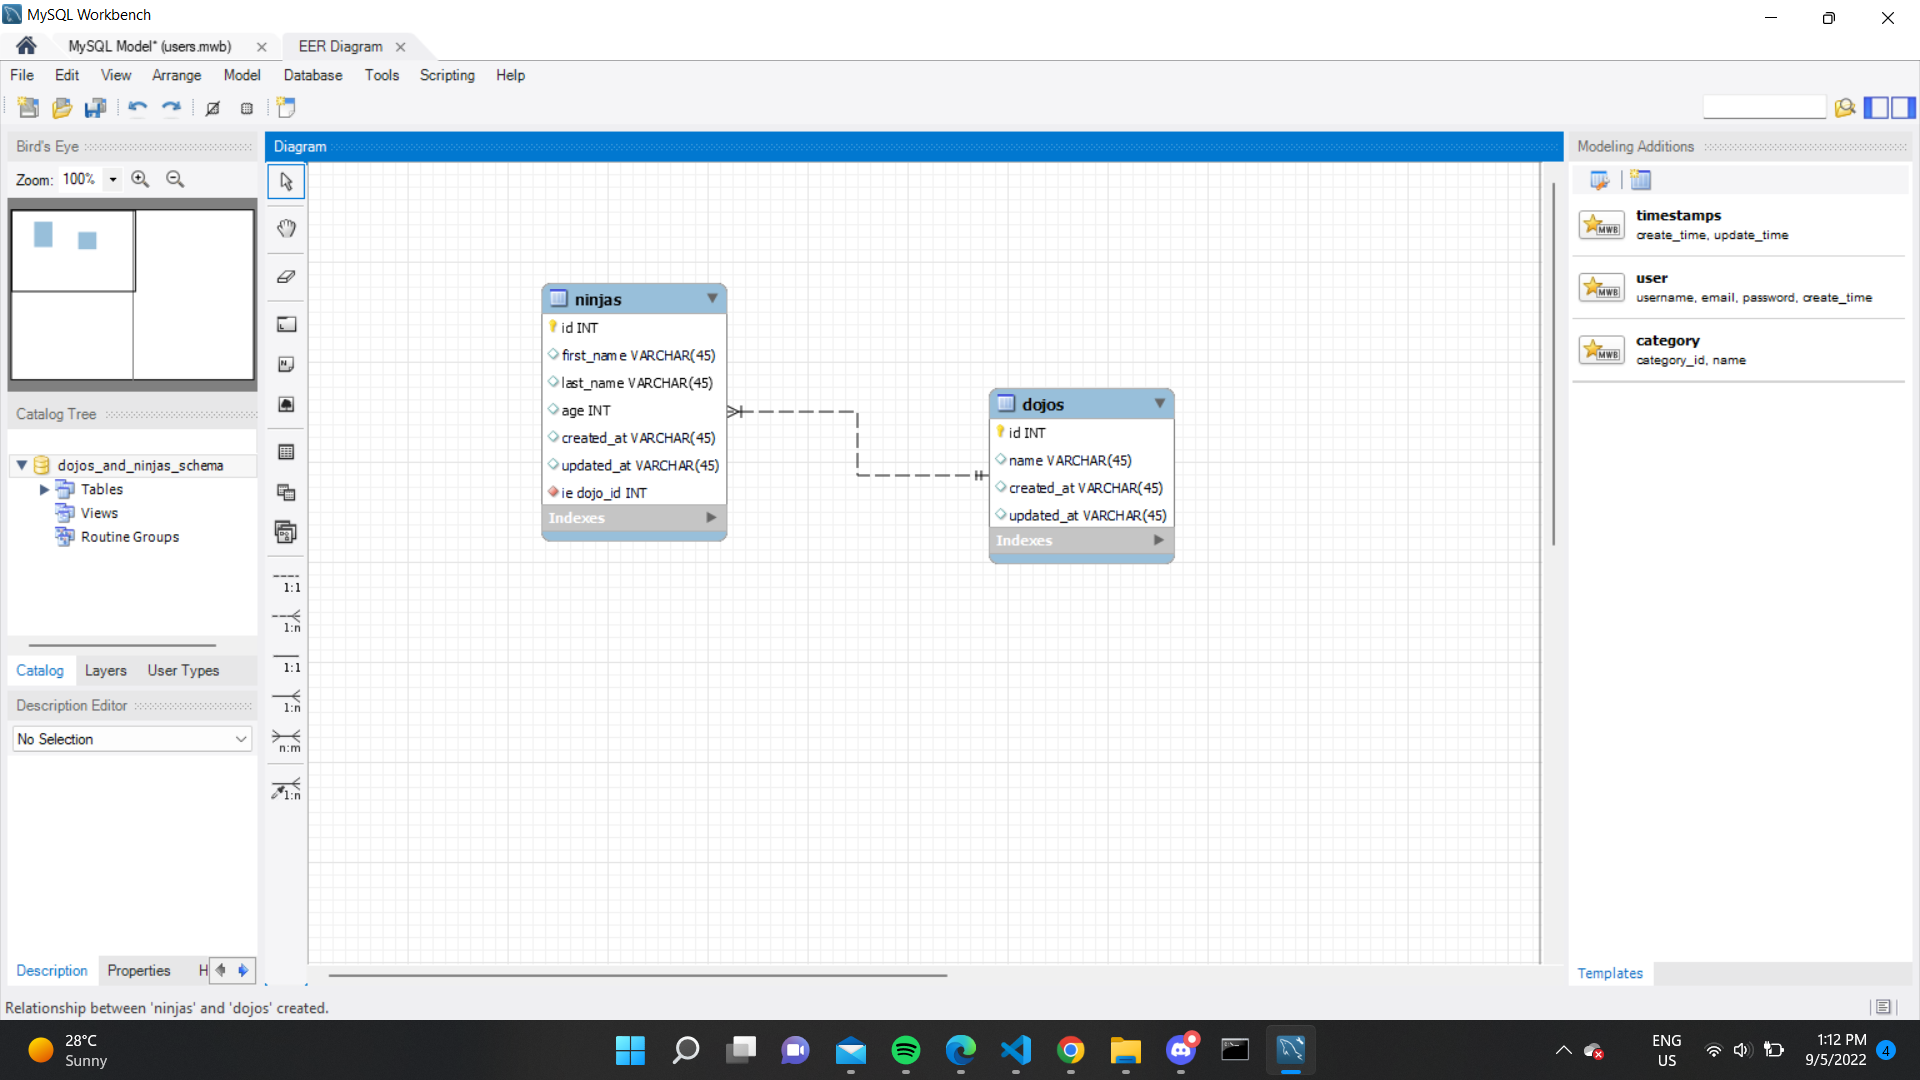 MySQL Workbench
MySQL Model* (users.mwb)
EER Diagram
File Edit View Arrange Model Database Tools Scripting Help
Bird's Eye
Zoom: 100%
Catalog Tree
dojos_and_ninjas_schema
Tables
Views
Routine Groups
Catalog Layers User Types
Description Editor
No Selection
Description Properties H
Diagram
1:1
1:n
1:1
1:n
n:m
1:n
ninjas
id INT
first_name VARCHAR(45)
last_name VARCHAR(45)
age INT
created_at VARCHAR(45)
updated_at VARCHAR(45)
ie dojo_id INT
Indexes
dojos
id INT
name VARCHAR(45)
created_at VARCHAR(45)
updated_at VARCHAR(45)
Indexes
Modeling Additions
MWB
timestamps
create_time, update_time
MWB
user
username, email, password, create_time
MWB
category
category_id, name
Templates
Relationship between 'ninjas' and 'dojos' created.
28°C
Sunny
ENG
US
1:12 PM
9/5/2022
4